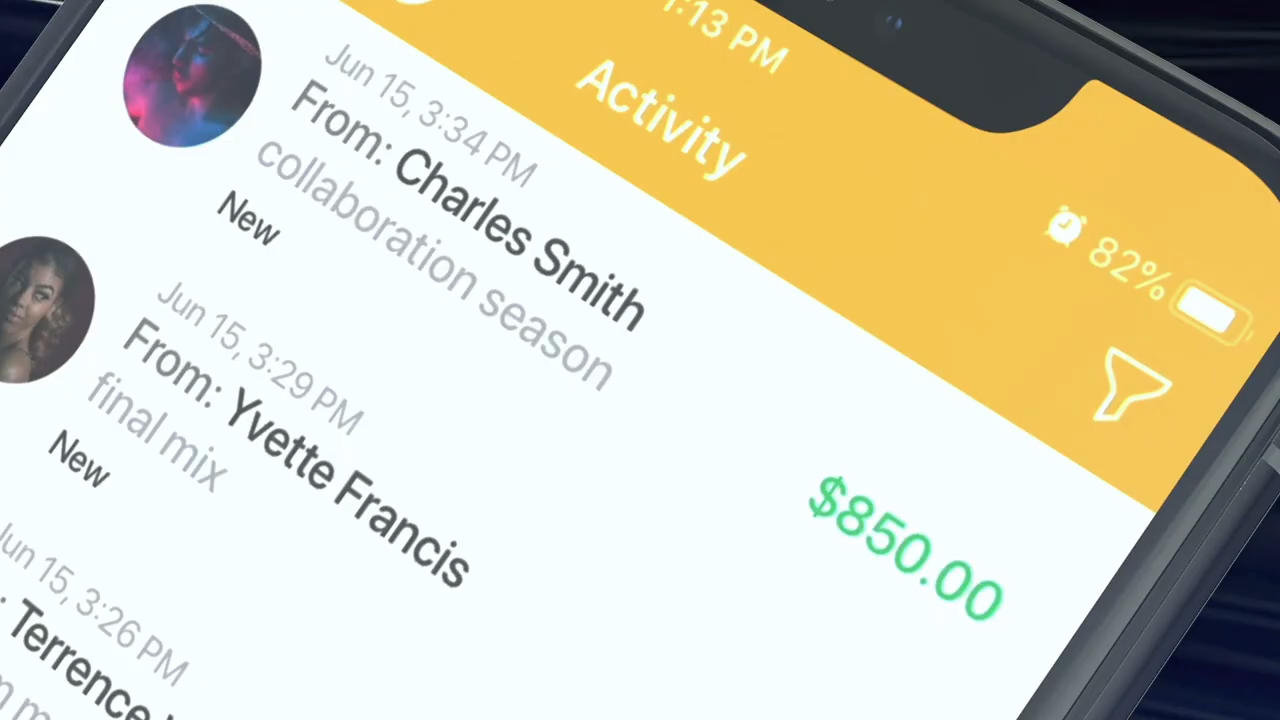 :13 PM
Activity
82%
Jun 15, 3:34 PM
From: Charles Smith
collaboration season
New
$850.00
Jun 15, 3:29 PM
From: Yvette Francis
final mix
New
Jun 15, 3:26 PM
: Terrence